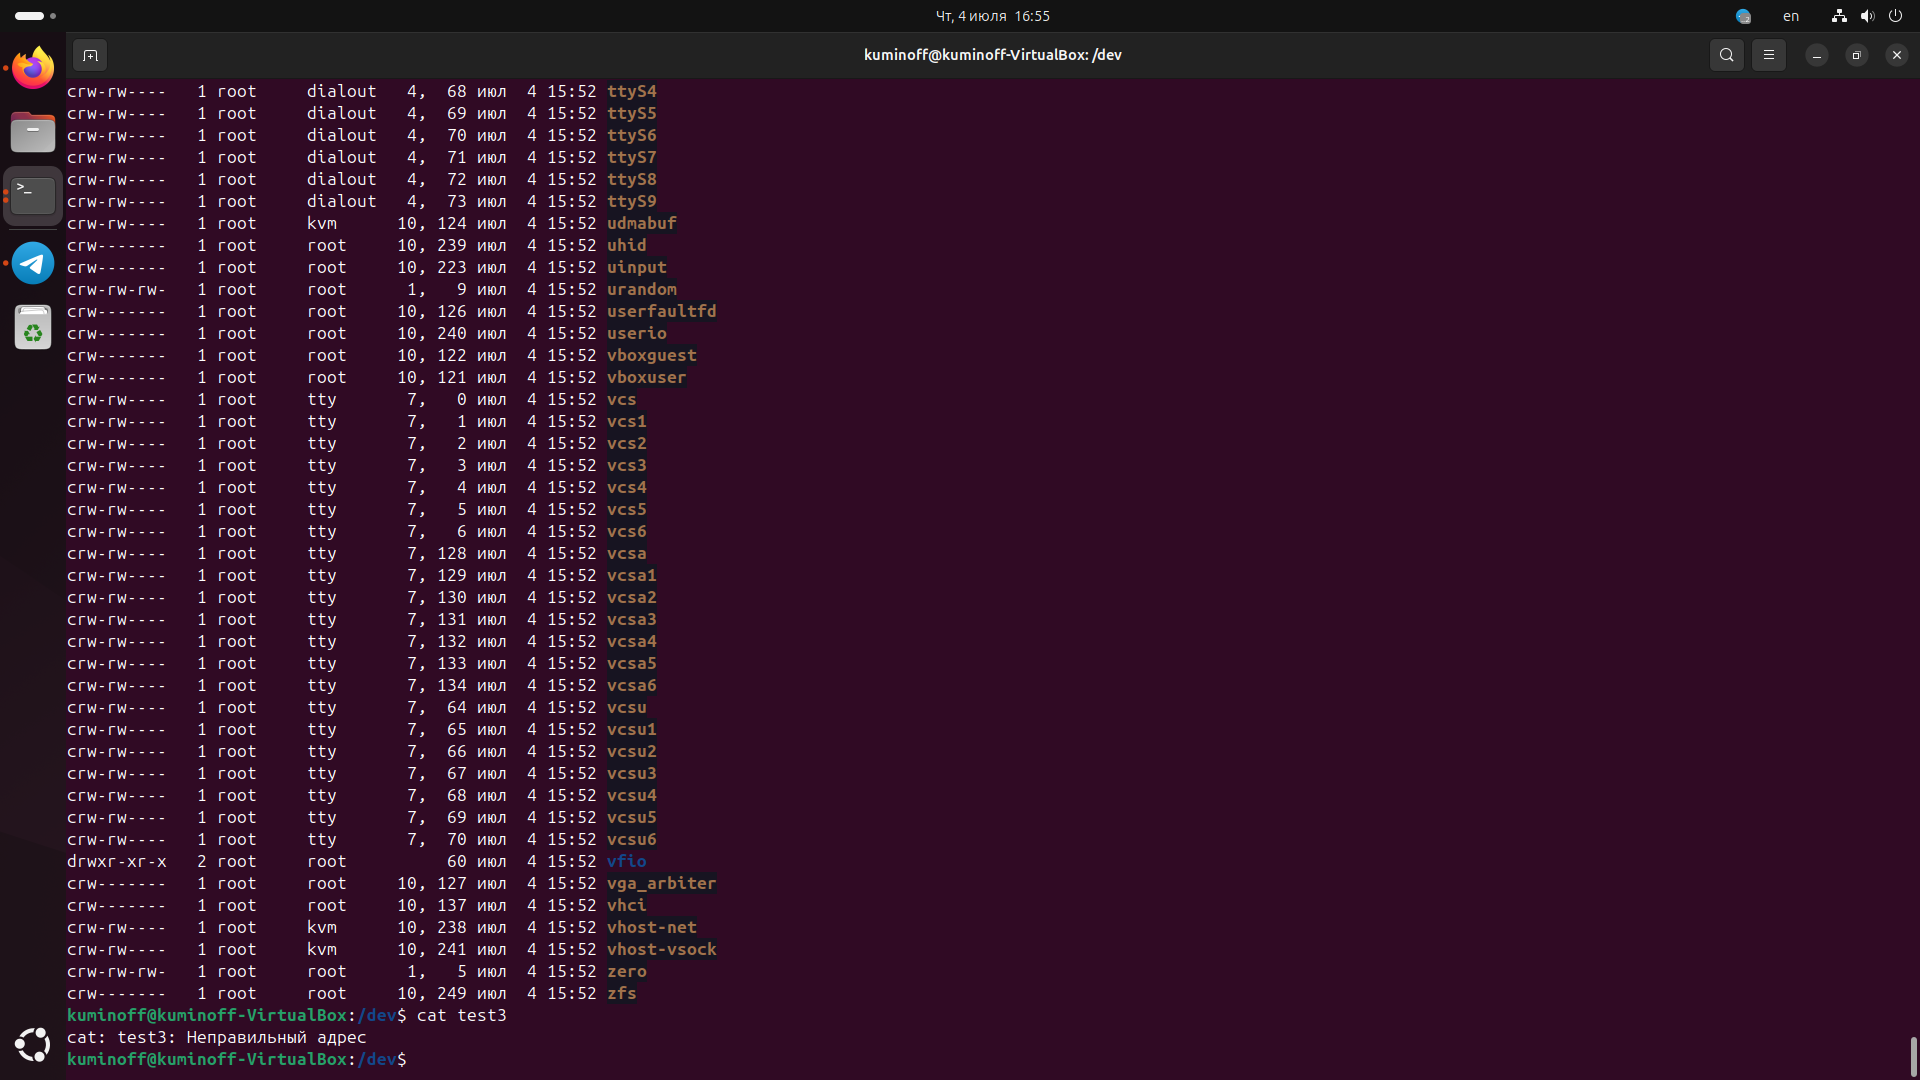 Чт, 4 июля 16:55
en
kuminoff@kuminoff-VirtualBox: /dev
crw-rw---- 1 root dialout 4, 68 июл 4 15:52 ttyS4
crw-rw---- 1 root dialout 4, 69 июл 4 15:52 ttyS5
crw-rw---- 1 root dialout 4, 70 июл 4 15:52 ttyS6
crw-rw---- 1 root dialout 4, 71 июл 4 15:52 ttyS7
crw-rw---- 1 root dialout 4, 72 июл 4 15:52 ttyS8
crw-rw---- 1 root dialout 4, 73 июл 4 15:52 ttyS9
crw-rw---- 1 root kvm 10, 124 июл 4 15:52 udmabuf
crw------- 1 root root 10, 239 июл 4 15:52 uhid
crw------- 1 root root 10, 223 июл 4 15:52 uinput
crw-rw-rw- 1 root root 1, 9 июл 4 15:52 urandom
crw------- 1 root root 10, 126 июл 4 15:52 userfaultfd
crw------- 1 root root 10, 240 июл 4 15:52 userio
crw------- 1 root root 10, 122 июл 4 15:52 vboxguest
crw------- 1 root root 10, 121 июл 4 15:52 vboxuser
crw-rw---- 1 root tty 7, 0 июл 4 15:52 vcs
crw-rw---- 1 root tty 7, 1 июл 4 15:52 vcs1
crw-rw---- 1 root tty 7, 2 июл 4 15:52 vcs2
crw-rw---- 1 root tty 7, 3 июл 4 15:52 vcs3
crw-rw---- 1 root tty 7, 4 июл 4 15:52 vcs4
crw-rw---- 1 root tty 7, 5 июл 4 15:52 vcs5
crw-rw---- 1 root tty 7, 6 июл 4 15:52 vcs6
crw-rw---- 1 root tty 7, 128 июл 4 15:52 vcsa
crw-rw---- 1 root tty 7, 129 июл 4 15:52 vcsa1
crw-rw---- 1 root tty 7, 130 июл 4 15:52 vcsa2
crw-rw---- 1 root tty 7, 131 июл 4 15:52 vcsa3
crw-rw---- 1 root tty 7, 132 июл 4 15:52 vcsa4
crw-rw---- 1 root tty 7, 133 июл 4 15:52 vcsa5
crw-rw---- 1 root tty 7, 134 июл 4 15:52 vcsa6
crw-rw---- 1 root tty 7, 64 июл 4 15:52 vcsu
crw-rw---- 1 root tty 7, 65 июл 4 15:52 vcsu1
crw-rw---- 1 root tty 7, 66 июл 4 15:52 vcsu2
crw-rw---- 1 root tty 7, 67 июл 4 15:52 vcsu3
crw-rw---- 1 root tty 7, 68 июл 4 15:52 vcsu4
crw-rw---- 1 root tty 7, 69 июл 4 15:52 vcsu5
crw-rw---- 1 root tty 7, 70 июл 4 15:52 vcsu6
drwxr-xr-x 2 root root 60 июл 4 15:52 vfio
crw------- 1 root root 10, 127 июл 4 15:52 vga_arbiter
crw------- 1 root root 10, 137 июл 4 15:52 vhci
crw-rw---- 1 root kvm 10, 238 июл 4 15:52 vhost-net
crw-rw---- 1 root kvm 10, 241 июл 4 15:52 vhost-vsock
crw-rw-rw- 1 root root 1, 5 июл 4 15:52 zero
crw------- 1 root root 10, 249 июл 4 15:52 zfs
kuminoff@kuminoff-VirtualBox:/dev$ cat test3
cat: test3: Неправильный адрес
kuminoff@kuminoff-VirtualBox:/dev$